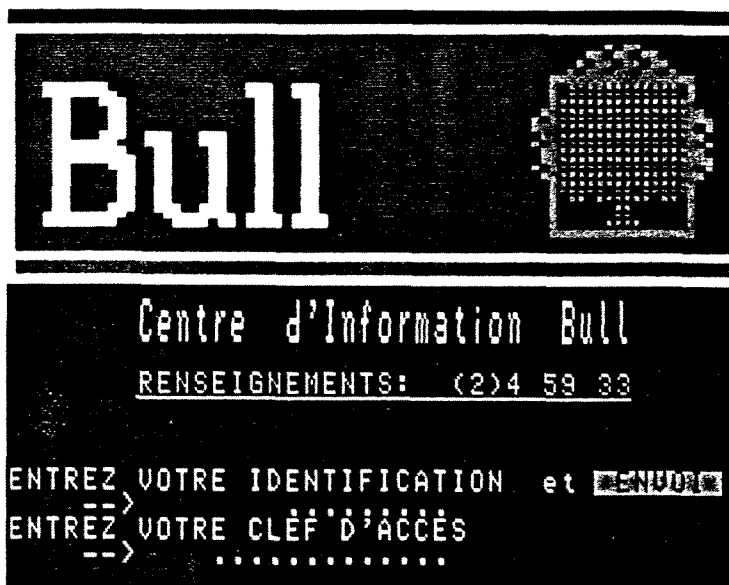 Bull
Centre d'Information Bull
RENSEIGNEMENTS: (2)4 59 33
ENTREZ VOTRE IDENTIFICATION et ENVOI
--> .........
ENTREZ VOTRE CLEF D'ACCES
--> .............